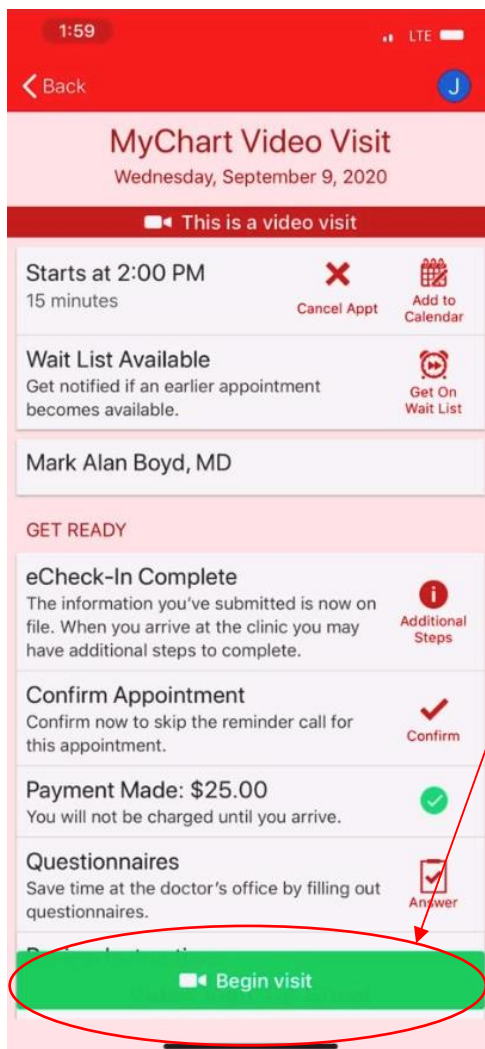 1:59
LTE
Back
J
MyChart Video Visit
Wednesday, September 9, 2020
This is a video visit
Starts at 2:00 PM
15 minutes
Cancel Appt
Add to
Calendar
Wait List Available
Get notified if an earlier appointment
becomes available.
Get On
Wait List
Mark Alan Boyd, MD
GET READY
eCheck-In Complete
The information you've submitted is now on
file. When you arrive at the clinic you may
have additional steps to complete.
Additional
Steps
Confirm Appointment
Confirm now to skip the reminder call for
this appointment.
Confirm
Payment Made: $25.00
You will not be charged until you arrive.
Questionnaires
Save time at the doctor's office by filling out
questionnaires.
Answer
Begin visit